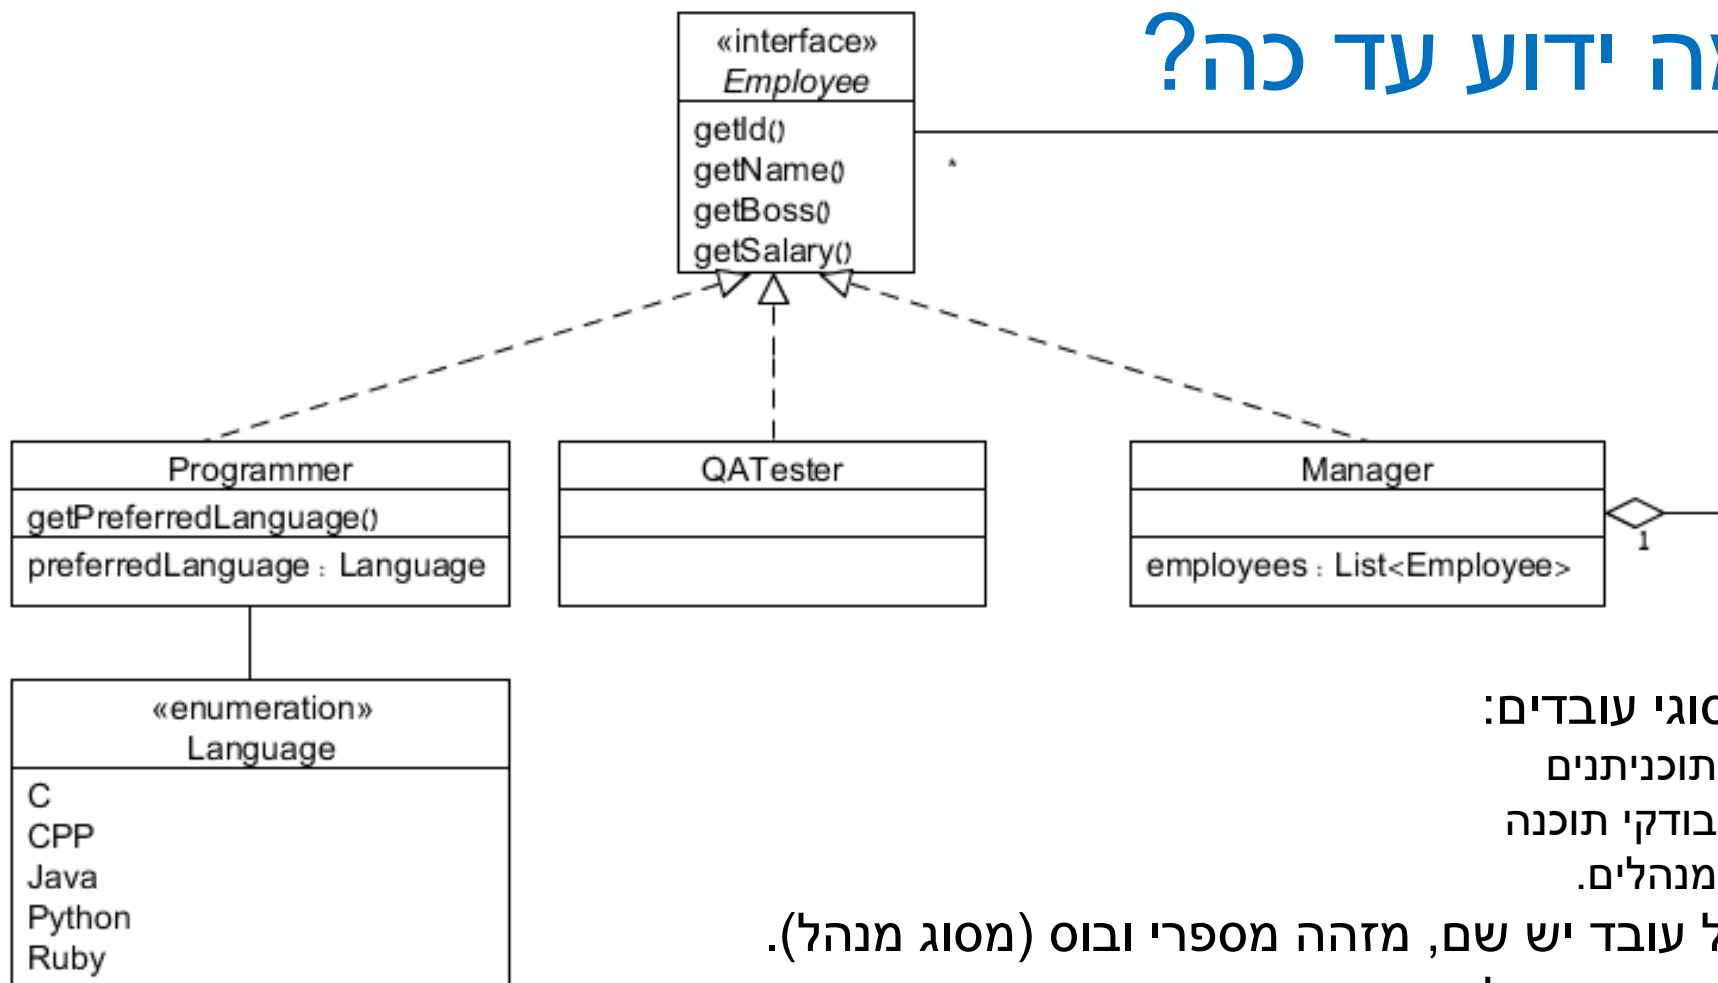 ידוע עד כה?
«interface»
Employee
getId()
getName()
getBoss()
getSalary()
*
Programmer
getPreferredLanguage()
preferredLanguage : Language
QATester
Manager
employees : List<Employee>
1
«enumeration»
Language
C
CPP
Java
Python
Ruby
עובדים:
תוכניתנים
בודקי תוכנה
מנהלים.
עובד יש שם, מזהה מספרי ובוס (מסוג מנהל).